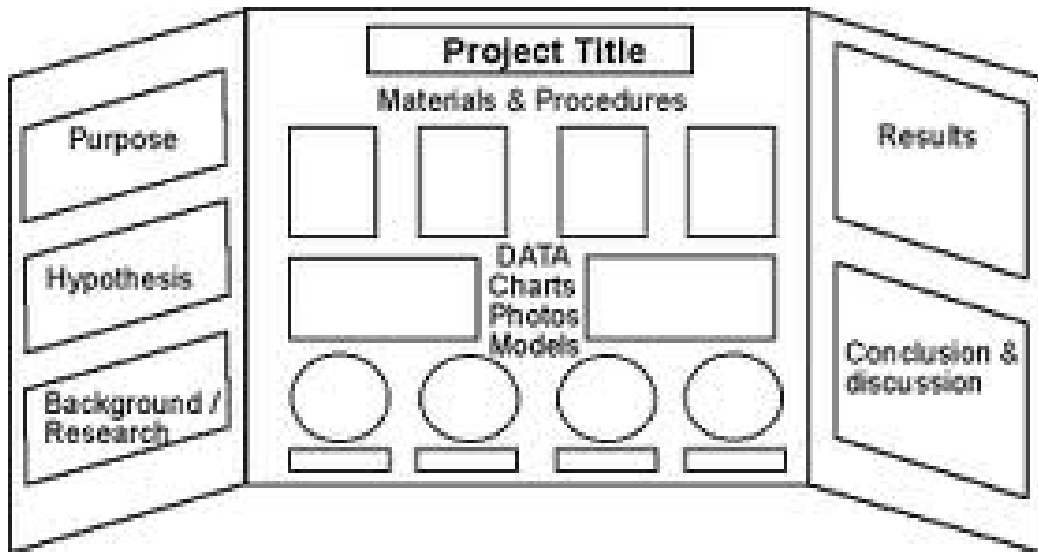 Purpose
Hypothesis
Background /
Research
Project Title
Materials & Procedures
DATA
Charts
Photos
Models
Results
Conclusion &
discussion